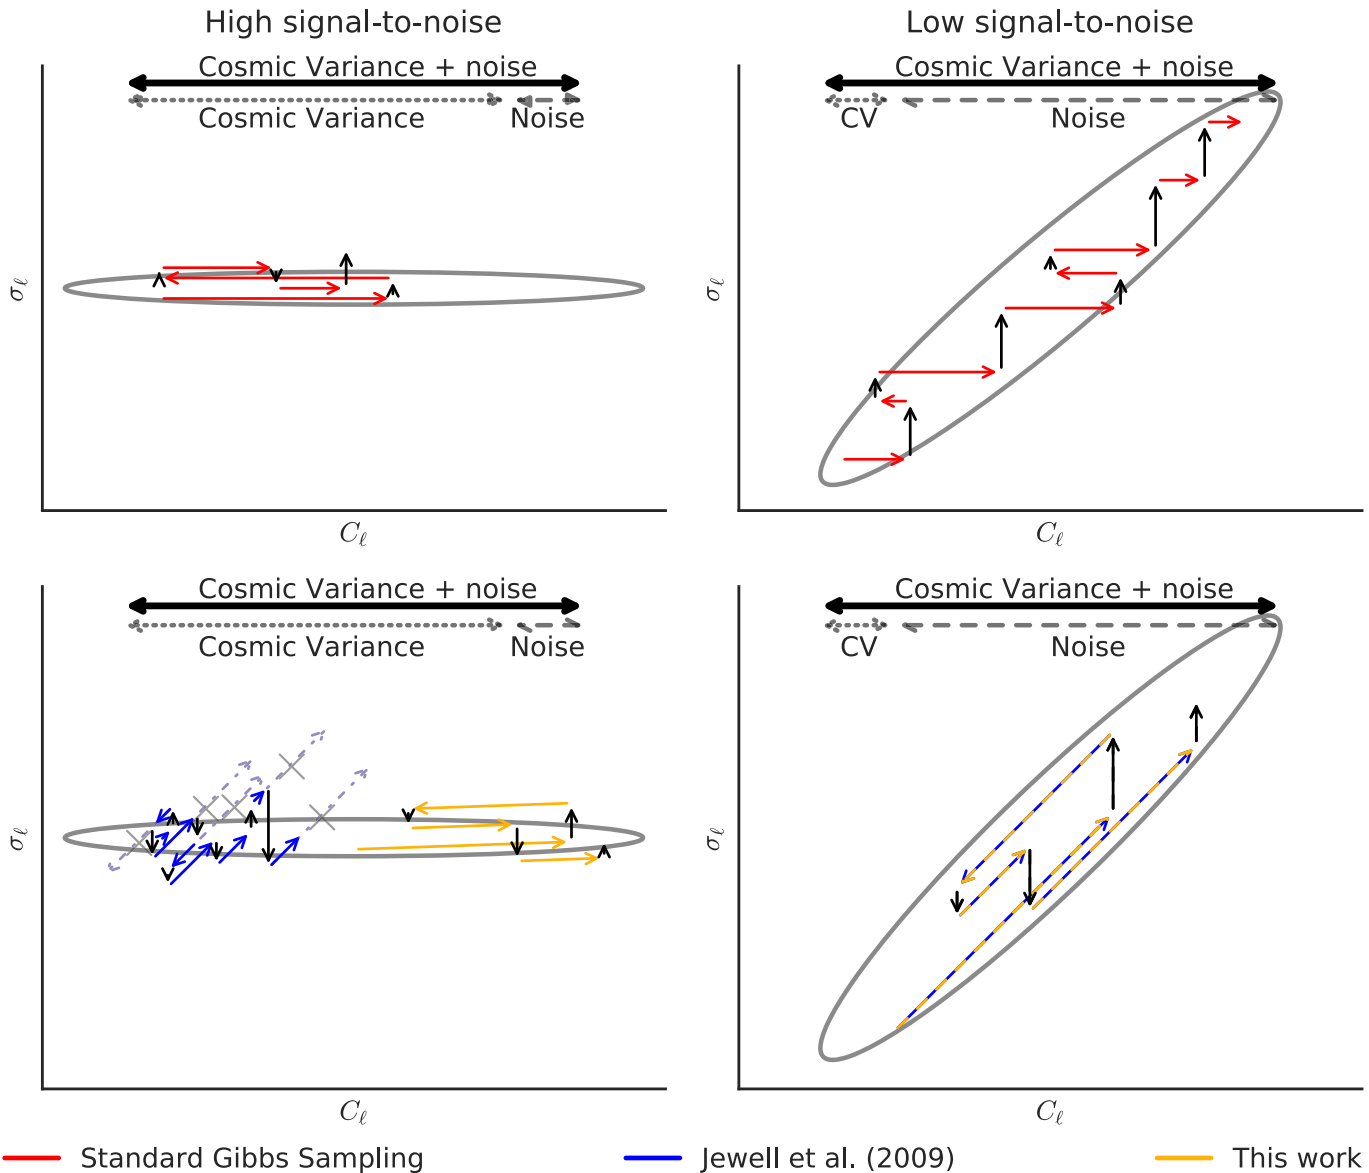 High signal-to-noise
Low signal-to-noise
Cosmic Variance + noise
Cosmic Variance
Noise
σℓ
Cℓ
Cosmic Variance + noise
CV
Noise
σℓ
Cℓ
Cosmic Variance + noise
Cosmic Variance
Noise
σℓ
Cℓ
Cosmic Variance + noise
CV
Noise
σℓ
Cℓ
Standard Gibbs Sampling
Jewell et al. (2009)
This work